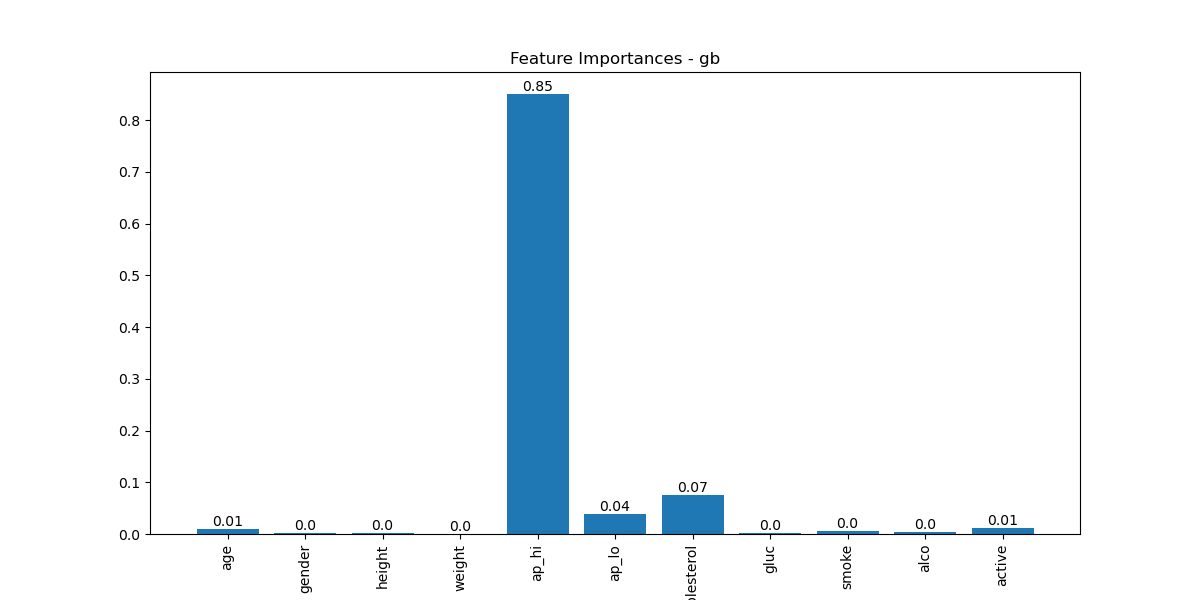 Feature Importances - gb
0.85
0.8
0.7
0.6
0.5
0.4
0.3
0.2
0.1
0.0
0.01
0.0
0.0
0.0
0.04
0.07
0.0
0.0
0.0
0.01
age
gender
height
weight
ap_hi
ap_lo
olesterol
gluc
smoke
alco
active